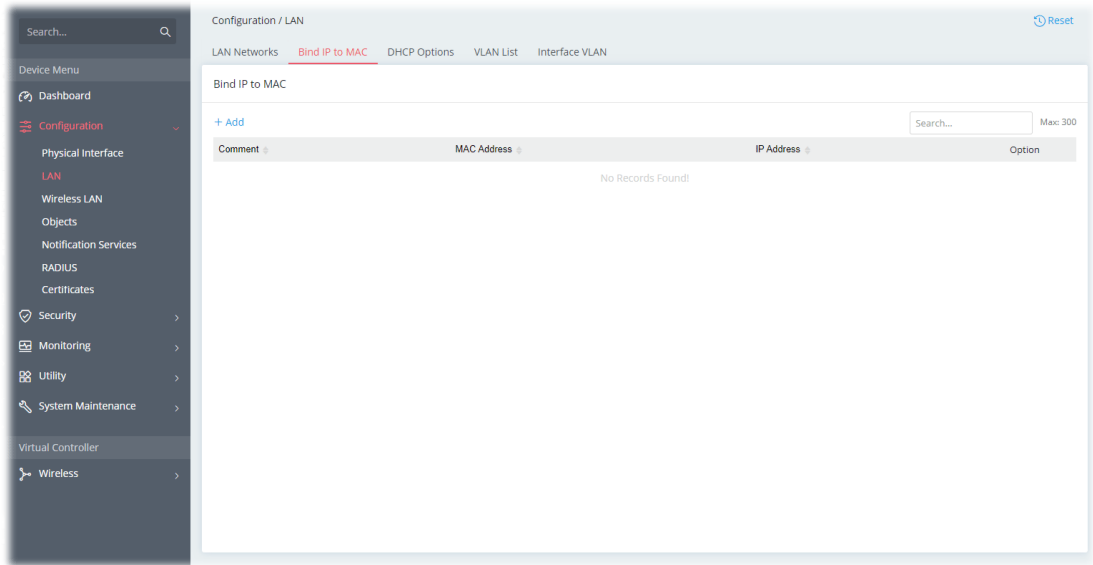 Search...
Device Menu
Dashboard
Configuration
Physical Interface
LAN
Wireless LAN
Objects
Notification Services
RADIUS
Certificates
Security
Monitoring
Utility
System Maintenance
Virtual Controller
Wireless
Configuration / LAN
Reset
LAN Networks Bind IP to MAC DHCP Options VLAN List Interface VLAN
Bind IP to MAC
+ Add Search... Max: 300
Comment MAC Address IP Address Option
No Records Found!